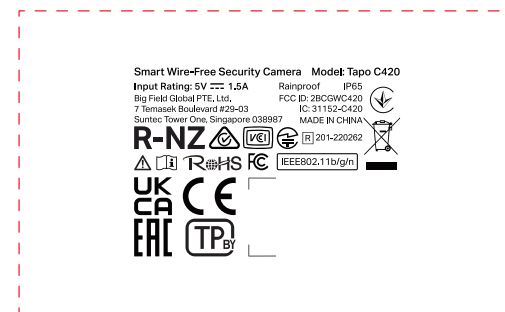 Smart Wire-Free Security Camera Model: Tapo C420
Input Rating: 5V ⎓ 1.5A Rainproof IP65
Big Field Global PTE, Ltd, FCC ID: 2BCGWC420
7 Temasek Boulevard #29-03 IC: 31152-C420
Suntec Tower One, Singapore 038987 MADE IN CHINA
R-NZ VCCI R 201-220262
RoHS FC IEEE802.11b/g/n
UK
CA CE
EAC TP BY